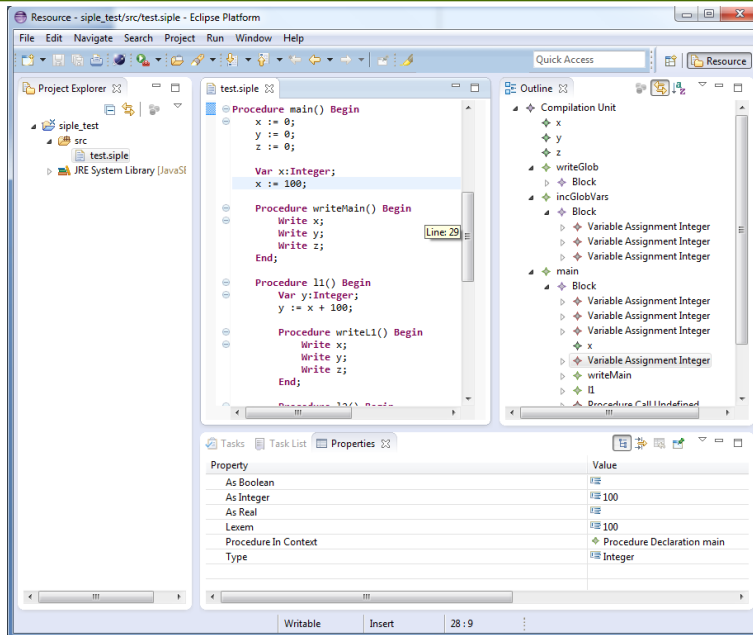 Resource - siple_test/src/test.siple - Eclipse Platform
File Edit Navigate Search Project Run Window Help
Quick Access
Resource
Project Explorer
siple_test
src
test.siple
JRE System Library [JavaSE
test.siple
Procedure main() Begin
x := 0;
y := 0;
z := 0;
Var x:Integer;
x := 100;
Procedure writeMain() Begin
Write x;
Write y;
Write z;
End;
Line: 29
Procedure l1() Begin
Var y:Integer;
y := x + 100;
Procedure writeL1() Begin
Write x;
Write y;
Write z;
End;
Procedure l2() Begin
Outline
Compilation Unit
x
y
z
writeGlob
Block
incGlobVars
Block
Variable Assignment Integer
Variable Assignment Integer
Variable Assignment Integer
main
Block
Variable Assignment Integer
Variable Assignment Integer
Variable Assignment Integer
x
Variable Assignment Integer
writeMain
l1
Procedure Call Undefined
Tasks Task List Properties
Property Value
As Boolean
As Integer 100
As Real
Lexem 100
Procedure In Context Procedure Declaration main
Type Integer
Writable Insert 28 : 9